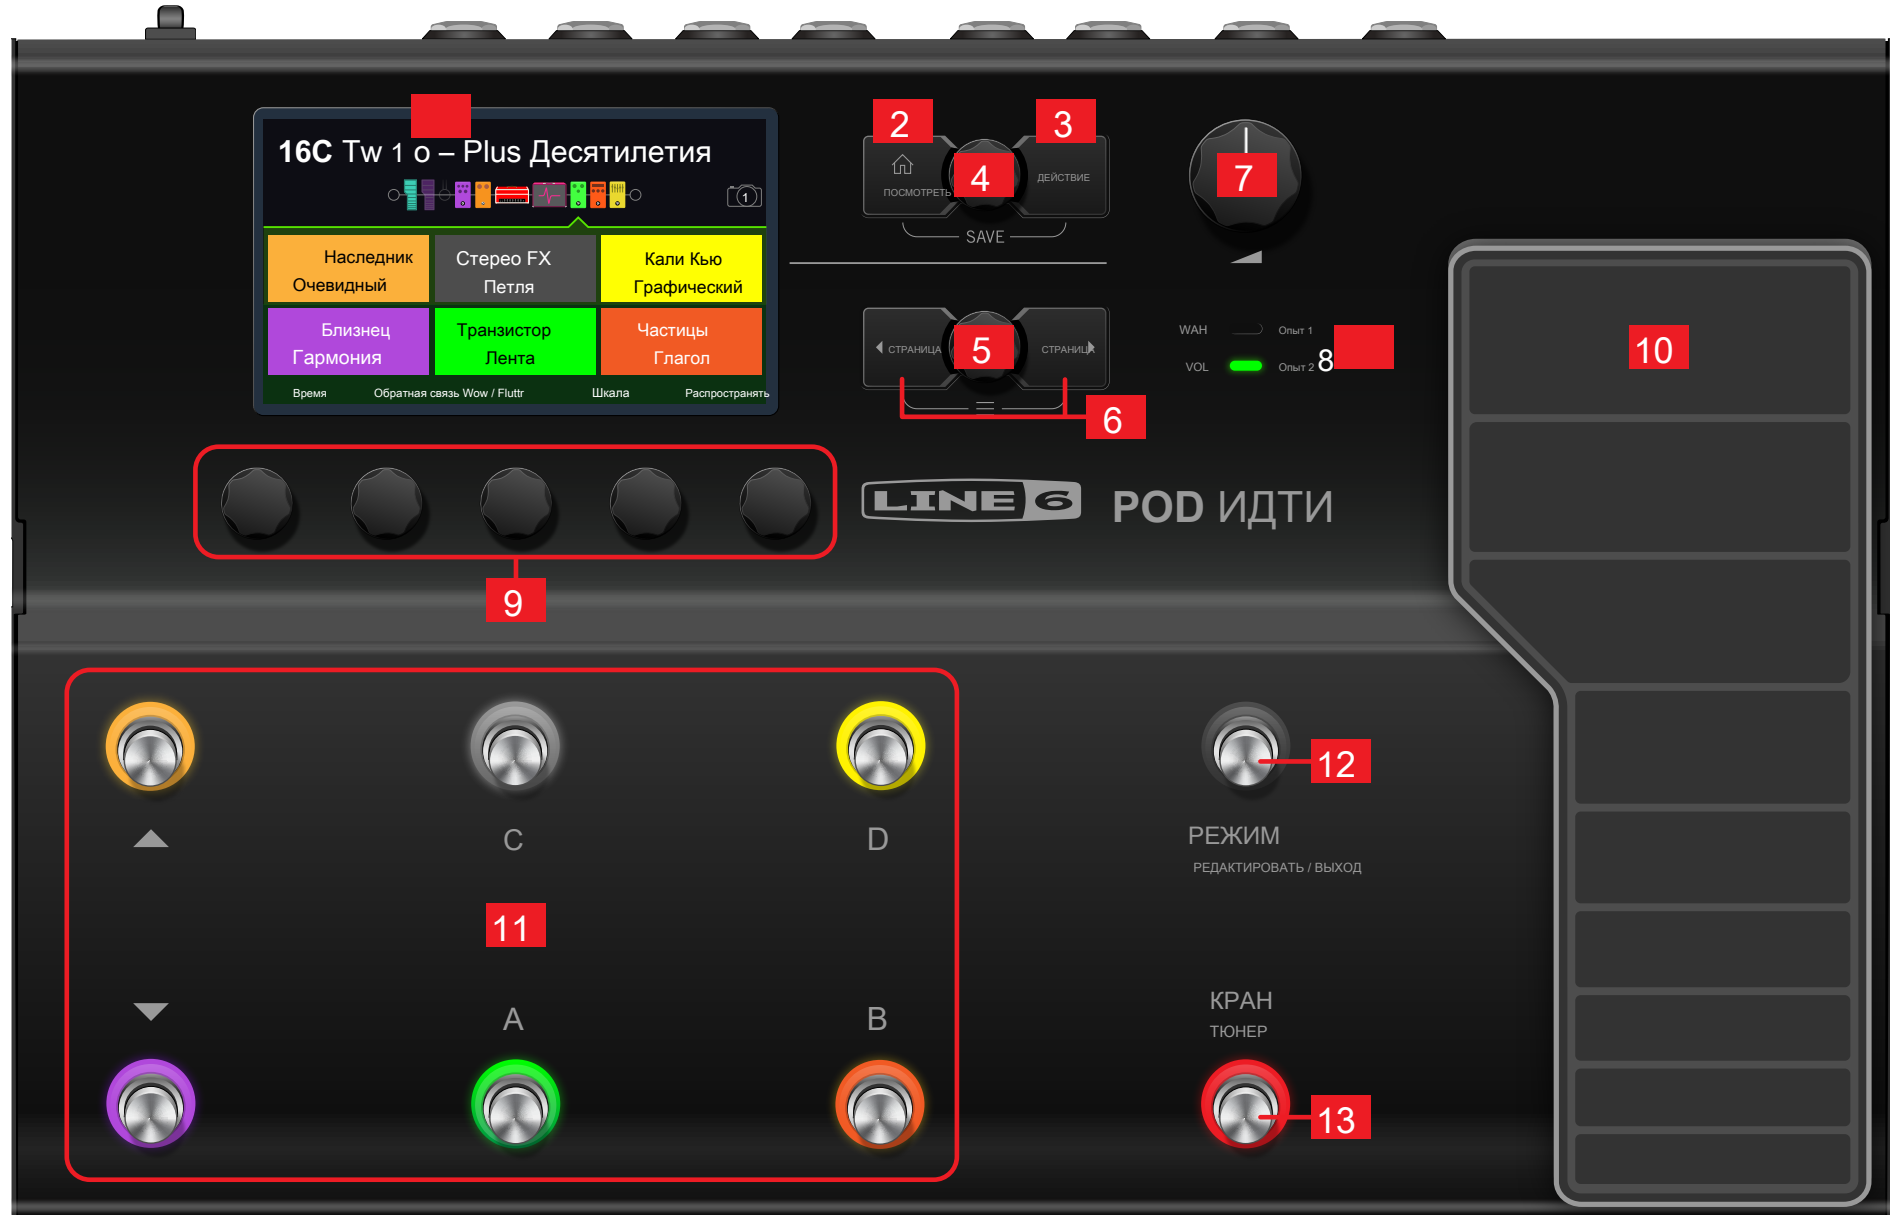 2
3
16C Tw 1 o – Plus Десятилетия
ПОСМОТРЕТЬ
4
ДЕЙСТВИЕ
7
1
SAVE
Наследник
Очевидный
Стерео FX
Петля
Кали Кью
Графический
Близнец
Гармония
Транзистор
Лента
Частицы
Глагол
Время
Обратная связь Wow / Fluttr
Шкала
Распространять
СТРАНИЦА
5
СТРАНИЦА
6
WAH
Опыт 1
VOL
Опыт 2
8
10
LINE 6
POD ИДТИ
9
C
D
12
РЕЖИМ
РЕДАКТИРОВАТЬ / ВЫХОД
11
A
B
КРАН
ТЮНЕР
13